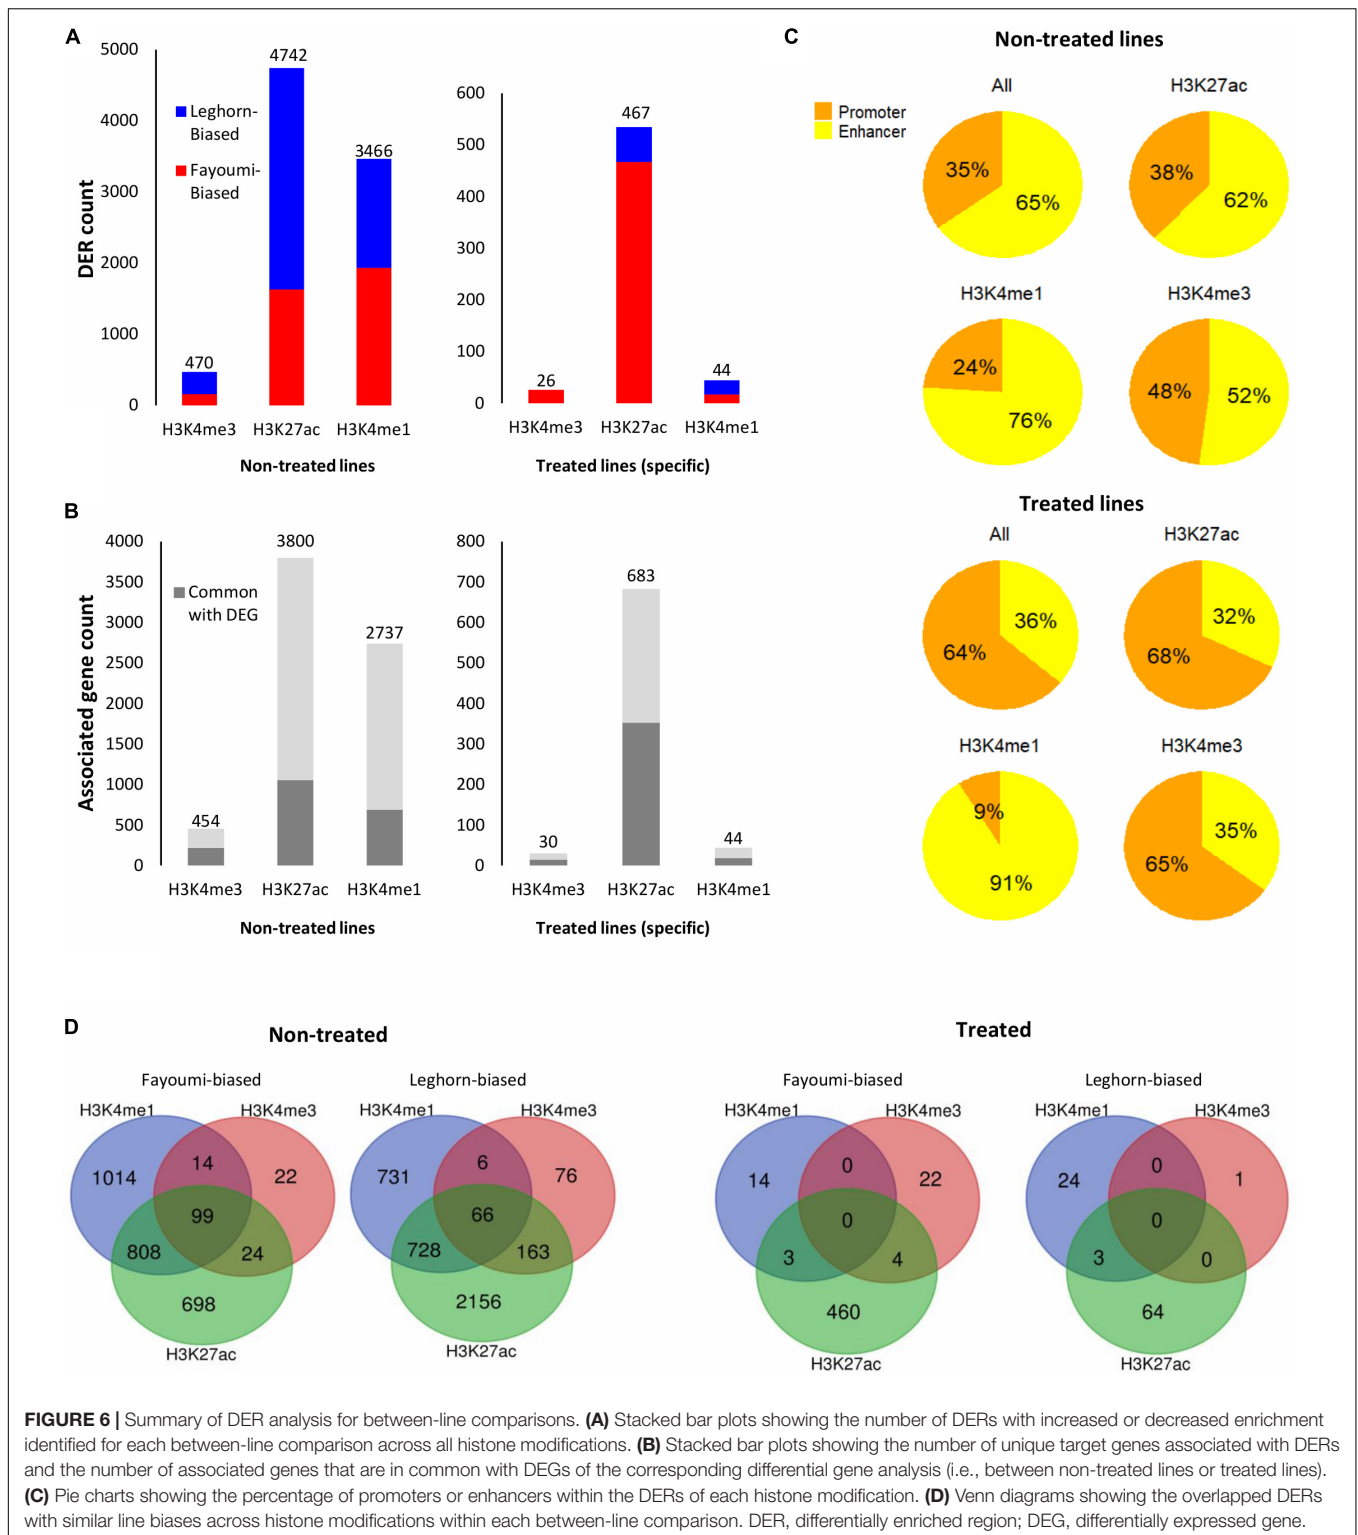 A
5000
4000
3000
2000
1000
0
DER count
Leghorn-
Biased
Fayoumi-
Biased
470
4742
3466
H3K4me3 H3K27ac H3K4me1
Non-treated lines
600
500
400
300
200
100
0
26
467
44
H3K4me3 H3K27ac H3K4me1
Treated lines (specific)
B
4000
3500
3000
2500
2000
1500
1000
500
0
Associated gene count
Common
with DEG
454
3800
2737
H3K4me3 H3K27ac H3K4me1
Non-treated lines
800
700
600
500
400
300
200
100
0
30
683
44
H3K4me3 H3K27ac H3K4me1
Treated lines (specific)
C
Non-treated lines
Promoter
Enhancer
All
35%
65%
H3K27ac
38%
62%
H3K4me1
24%
76%
H3K4me3
48%
52%
Treated lines
All
36%
64%
H3K27ac
32%
68%
H3K4me1
9%
91%
H3K4me3
35%
65%
D
Non-treated
Fayoumi-biased
H3K4me1
H3K4me3
1014
14
22
99
808
24
698
H3K27ac
Leghorn-biased
H3K4me1
H3K4me3
731
6
76
66
728
163
2156
H3K27ac
Treated
Fayoumi-biased
H3K4me1
H3K4me3
14
0
22
0
3
4
460
H3K27ac
Leghorn-biased
H3K4me1
H3K4me3
24
0
1
0
3
0
64
H3K27ac
FIGURE 6 | Summary of DER analysis for between-line comparisons. (A) Stacked bar plots showing the number of DERs with increased or decreased enrichment
identified for each between-line comparison across all histone modifications. (B) Stacked bar plots showing the number of unique target genes associated with DERs
and the number of associated genes that are in common with DEGs of the corresponding differential gene analysis (i.e., between non-treated lines or treated lines).
(C) Pie charts showing the percentage of promoters or enhancers within the DERs of each histone modification. (D) Venn diagrams showing the overlapped DERs
with similar line biases across histone modifications within each between-line comparison. DER, differentially enriched region; DEG, differentially expressed gene.